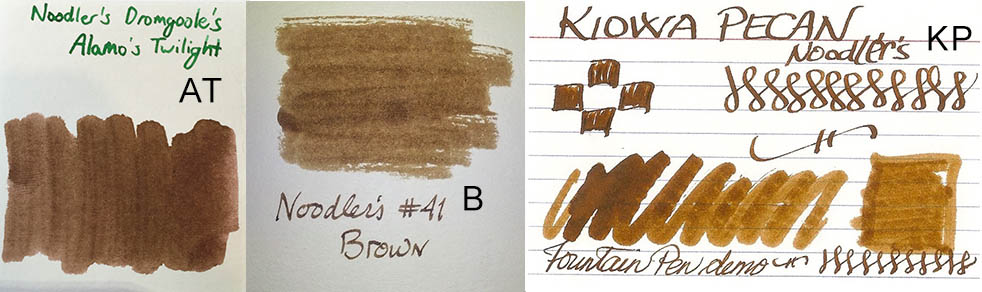 Noodler's Dromgoole's
Alamo's Twilight
AT
Noodler's #41
Brown
B
KIOWA PECAN
Noodler's
KP
Fountain Pen demo